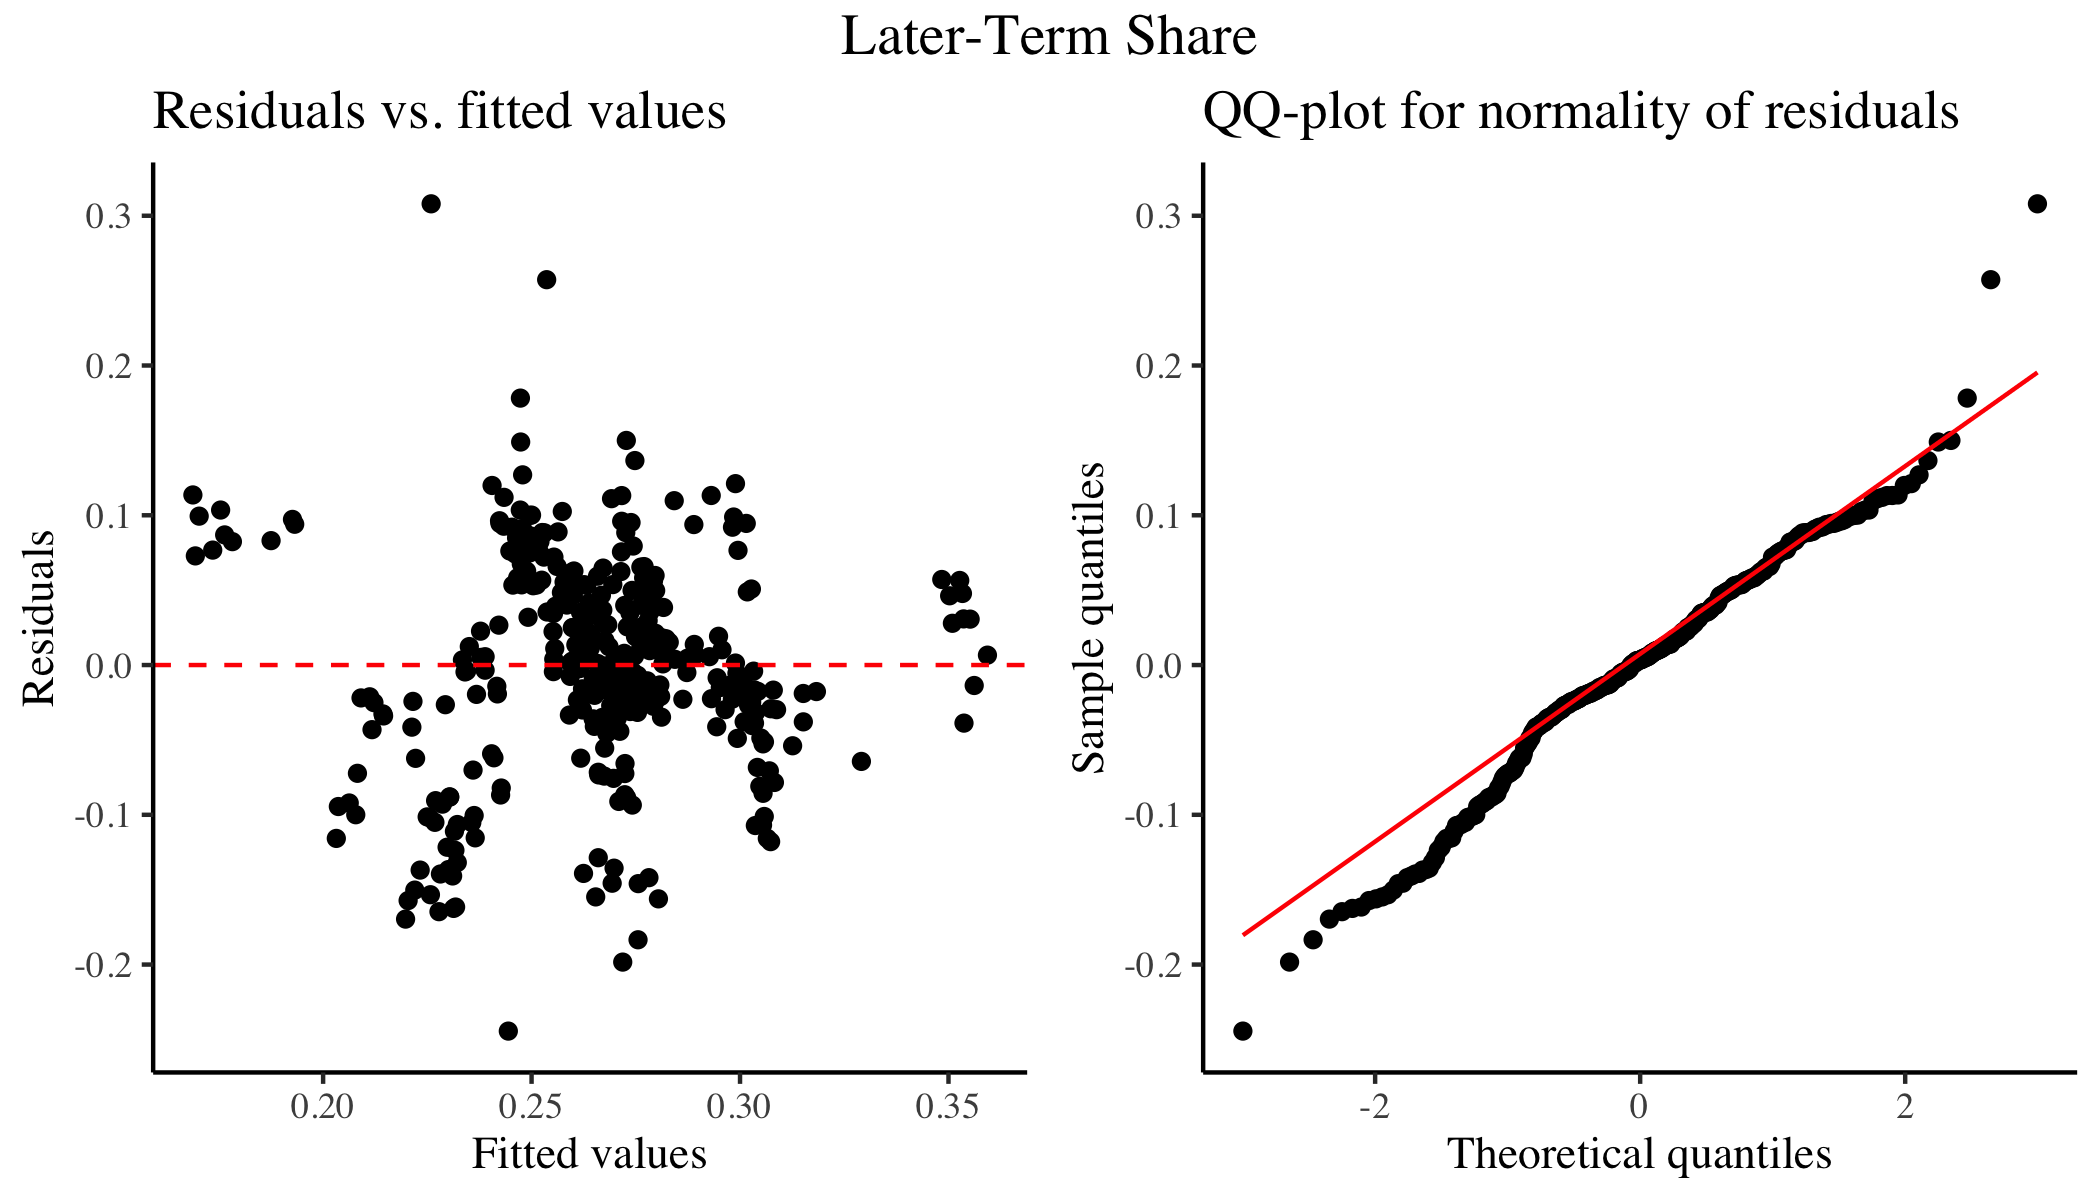 Later-Term Share
Residuals vs. fitted values
QQ-plot for normality of residuals
0.3
0.2
0.1
0.0
-0.1
-0.2
Residuals
0.20
0.25
0.30
0.35
Fitted values
0.3
0.2
0.1
0.0
-0.1
-0.2
Sample quantiles
-2
0
2
Theoretical quantiles